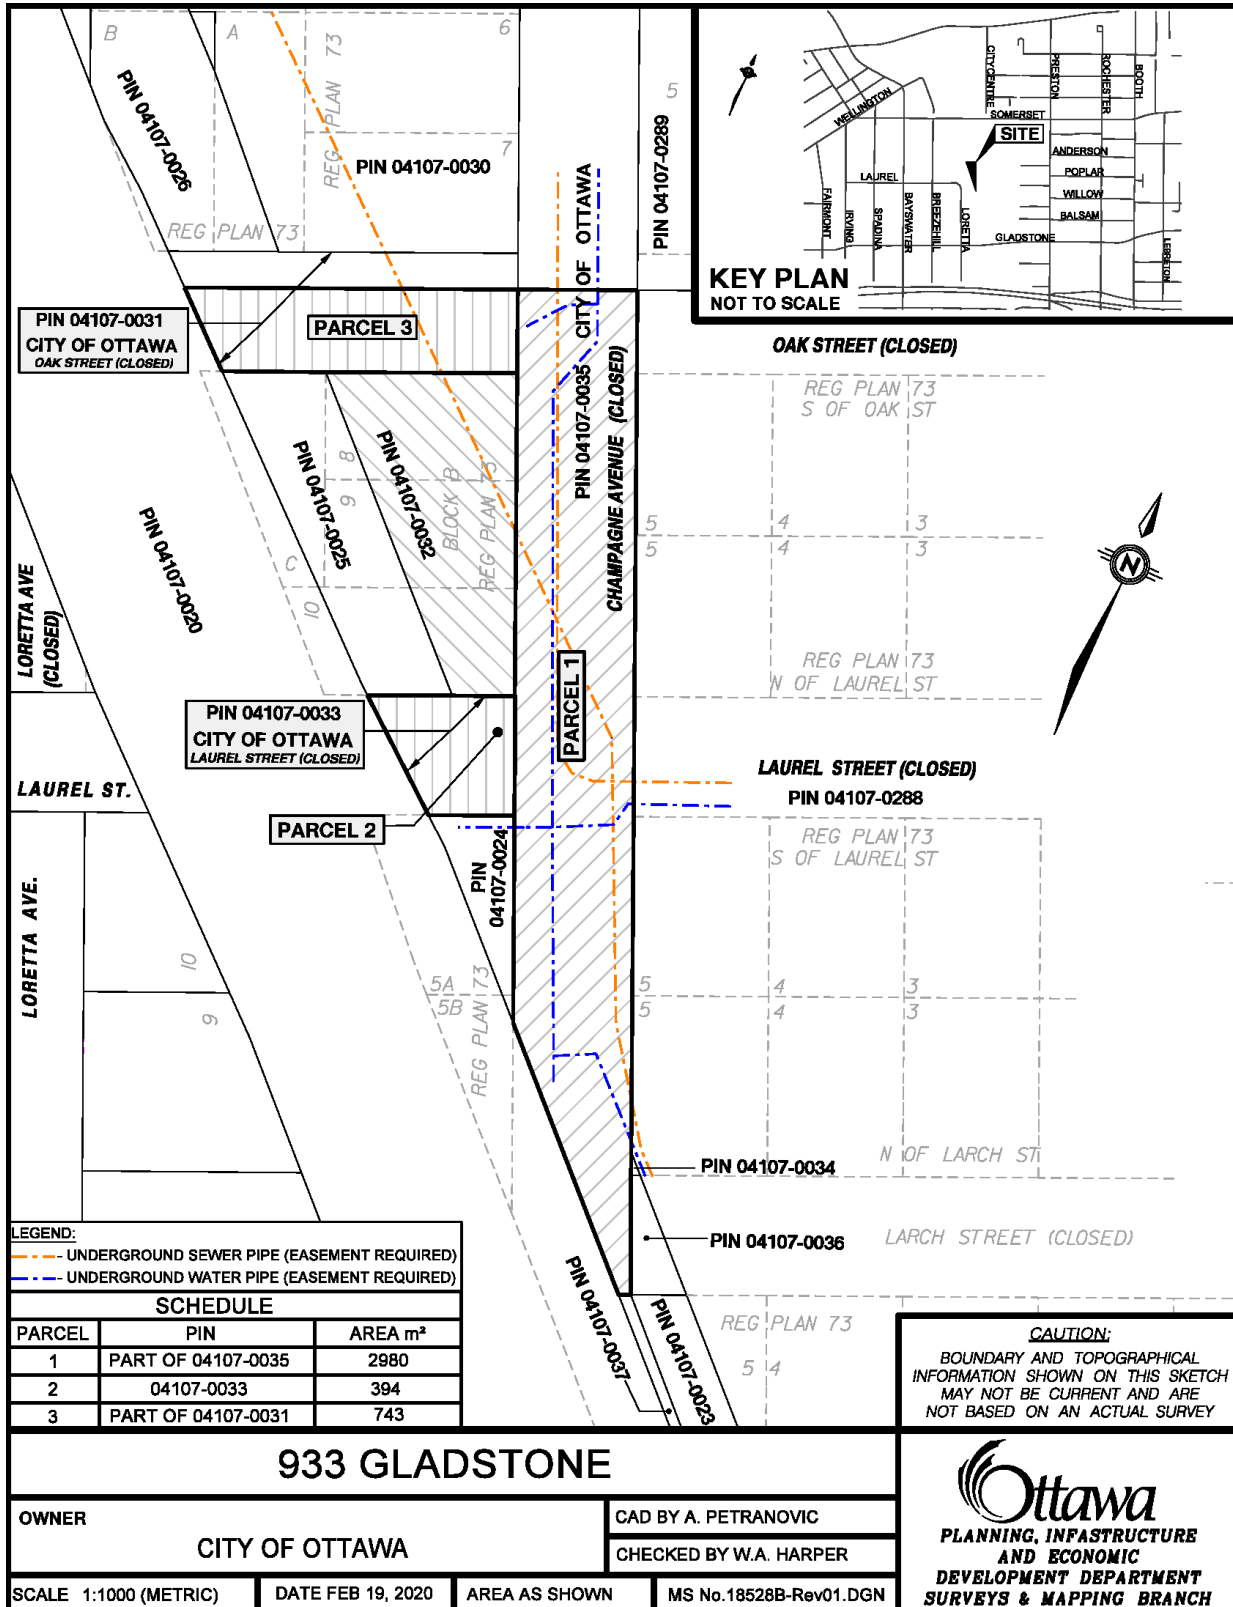 B
A
6
REG PLAN 73
7
PIN 04107-0026
PIN 04107-0030
REG PLAN 73
5
PIN 04107-0289
CITY OF OTTAWA
PIN 04107-0035
CHAMPAGNE AVENUE (CLOSED)
CITYCENTRE
PRESTON
ROCHESTER
BOOTH
WELLINGTON
SOMERSET
SITE
ANDERSON
POPLAR
WILLOW
BALSAM
LAUREL
FAIRMONT
IRVING
SPADINA
BAYSWATER
BREEZEHILL
LORETTA
GLADSTONE
LEBRETON
KEY PLAN
NOT TO SCALE
PIN 04107-0031
CITY OF OTTAWA
OAK STREET (CLOSED)
PARCEL 3
OAK STREET (CLOSED)
REG PLAN 73
S OF OAK ST
PIN 04107-0025
PIN 04107-0032
8
9
C
10
BLOCK B
REG PLAN 73
PIN 04107-0020
5
4
3
5
4
3
LORETTA AVE
(CLOSED)
REG PLAN 73
N OF LAUREL ST
PARCEL 1
PIN 04107-0033
CITY OF OTTAWA
LAUREL STREET (CLOSED)
LAUREL ST.
PARCEL 2
LAUREL STREET (CLOSED)
PIN 04107-0288
REG PLAN 73
S OF LAUREL ST
PIN
04107-0024
LORETTA AVE.
10
9
5A
5B
REG PLAN 73
5
4
3
5
4
3
N
PIN 04107-0034
N OF LARCH ST
PIN 04107-0036
LARCH STREET (CLOSED)
PIN 04107-0037
PIN 04107-0023
REG PLAN 73
5
4
LEGEND:
- UNDERGROUND SEWER PIPE (EASEMENT REQUIRED)
- UNDERGROUND WATER PIPE (EASEMENT REQUIRED)
SCHEDULE
PARCEL PIN AREA m²
1 PART OF 04107-0035 2980
2 04107-0033 394
3 PART OF 04107-0031 743
CAUTION:
BOUNDARY AND TOPOGRAPHICAL
INFORMATION SHOWN ON THIS SKETCH
MAY NOT BE CURRENT AND ARE
NOT BASED ON AN ACTUAL SURVEY
933 GLADSTONE
OWNER
CITY OF OTTAWA
CAD BY A. PETRANOVIC
CHECKED BY W.A. HARPER
SCALE 1:1000 (METRIC)
DATE FEB 19, 2020
AREA AS SHOWN
MS No.18528B-Rev01.DGN
Ottawa
PLANNING, INFASTRUCTURE
AND ECONOMIC
DEVELOPMENT DEPARTMENT
SURVEYS & MAPPING BRANCH